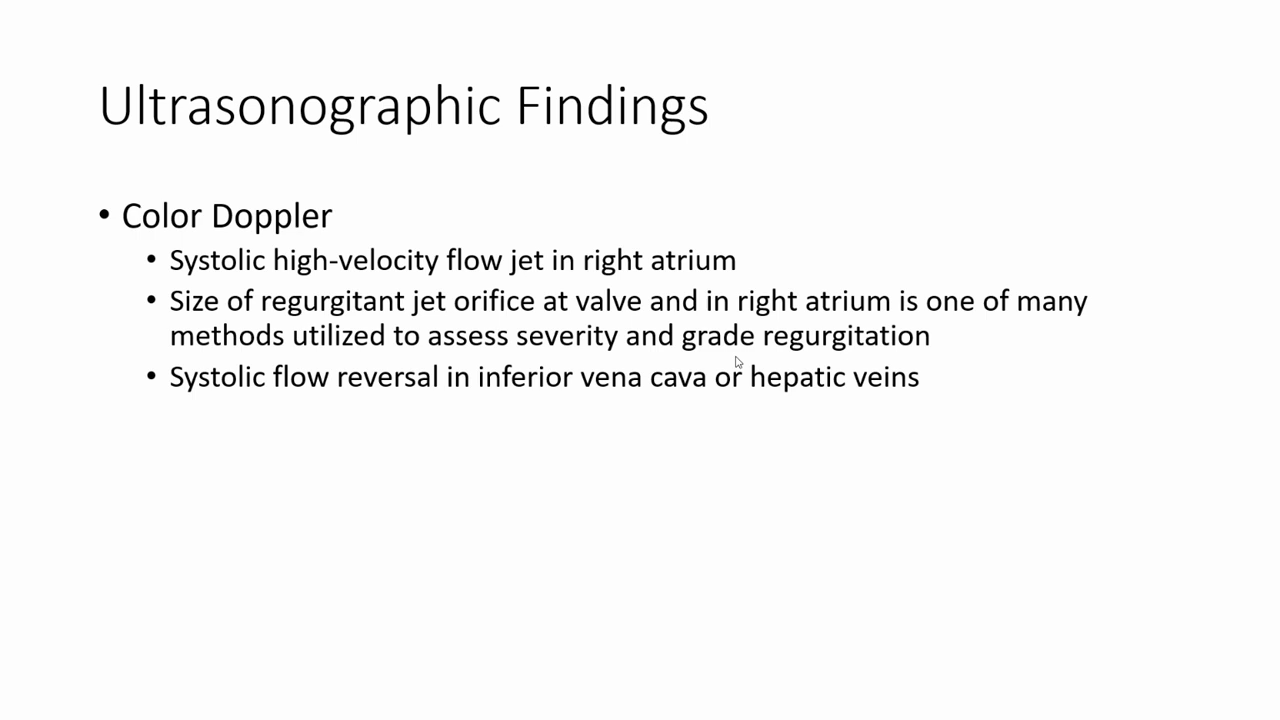 Ultrasonographic Findings
• Color Doppler
• Systolic high-velocity flow jet in right atrium
• Size of regurgitant jet orifice at valve and in right atrium is one of many
methods utilized to assess severity and grade regurgitation
• Systolic flow reversal in inferior vena cava or hepatic veins